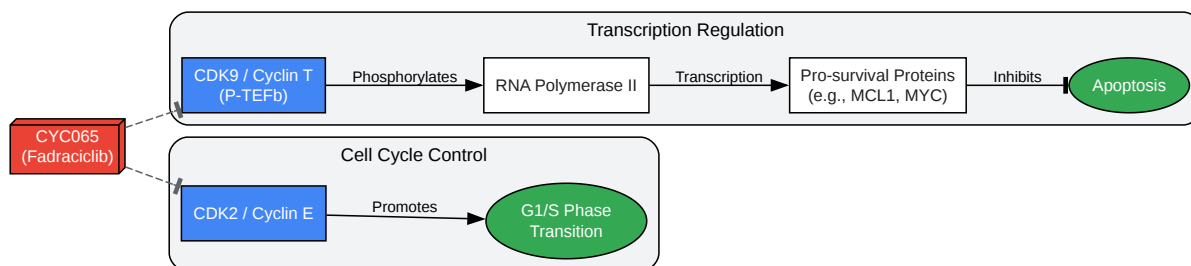 Transcription Regulation
CDK9 / Cyclin T
(P-TEFb)
Phosphorylates
RNA Polymerase II
Transcription
Pro-survival Proteins
(e.g., MCL1, MYC)
Inhibits
Apoptosis
CYC065
(Fadraciclib)
Cell Cycle Control
CDK2 / Cyclin E
Promotes
G1/S Phase
Transition